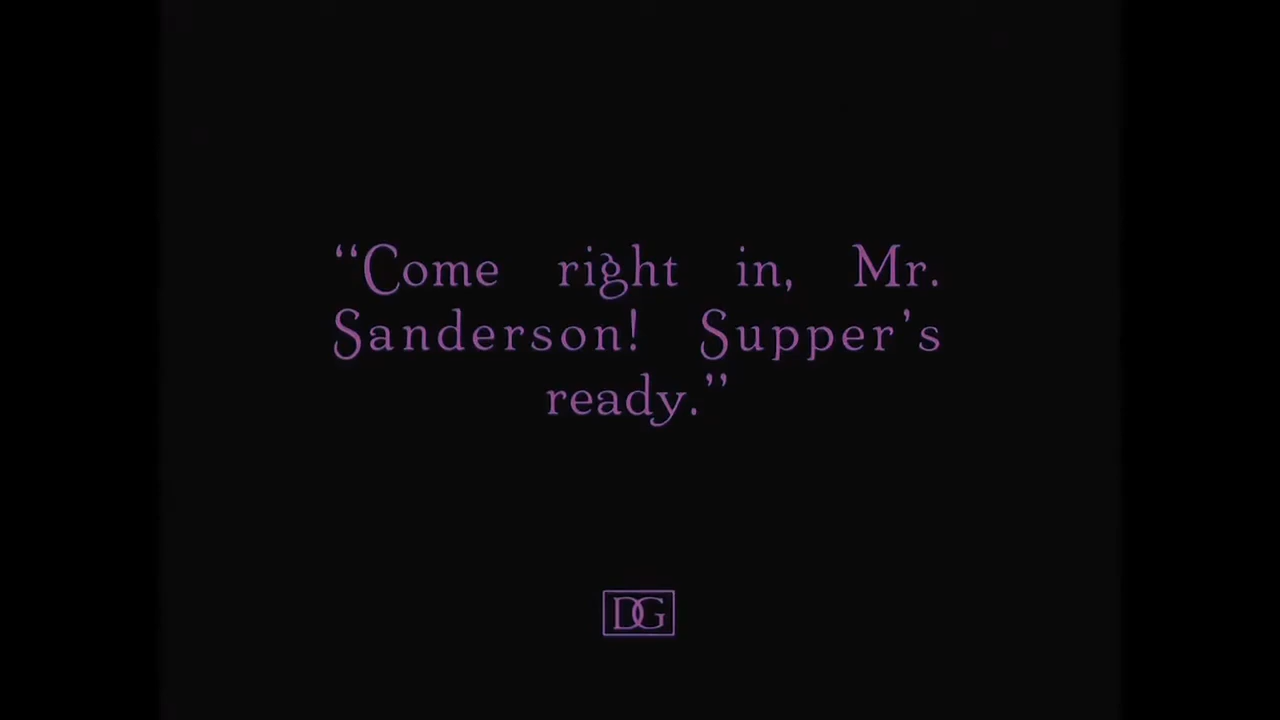 “Come right in, Mr.
Sanderson! Supper’s
ready.”
DG